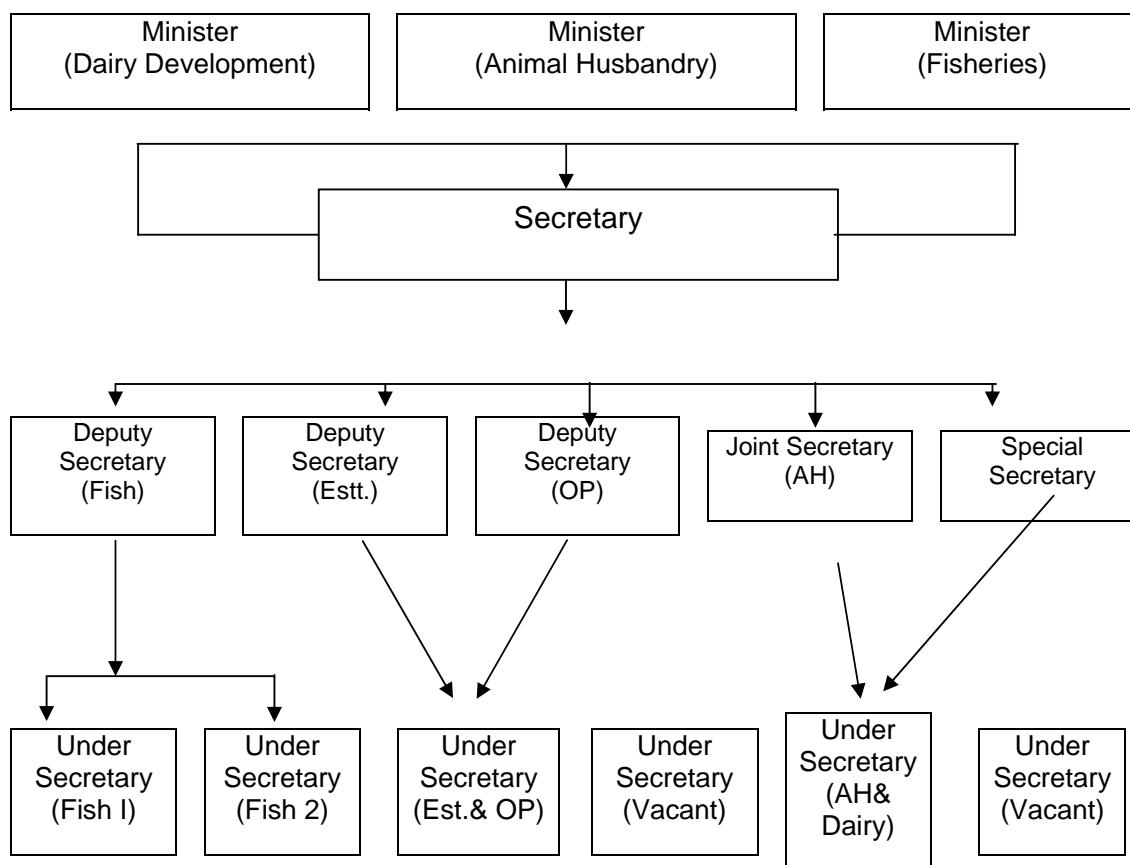 Minister
(Dairy Development)
Minister
(Animal Husbandry)
Minister
(Fisheries)
Secretary
Deputy
Secretary
(Fish)
Deputy
Secretary
(Estt.)
Deputy
Secretary
(OP)
Joint Secretary
(AH)
Special
Secretary
Under
Secretary
(Fish I)
Under
Secretary
(Fish 2)
Under
Secretary
(Est.& OP)
Under
Secretary
(Vacant)
Under
Secretary
(AH&
Dairy)
Under
Secretary
(Vacant)